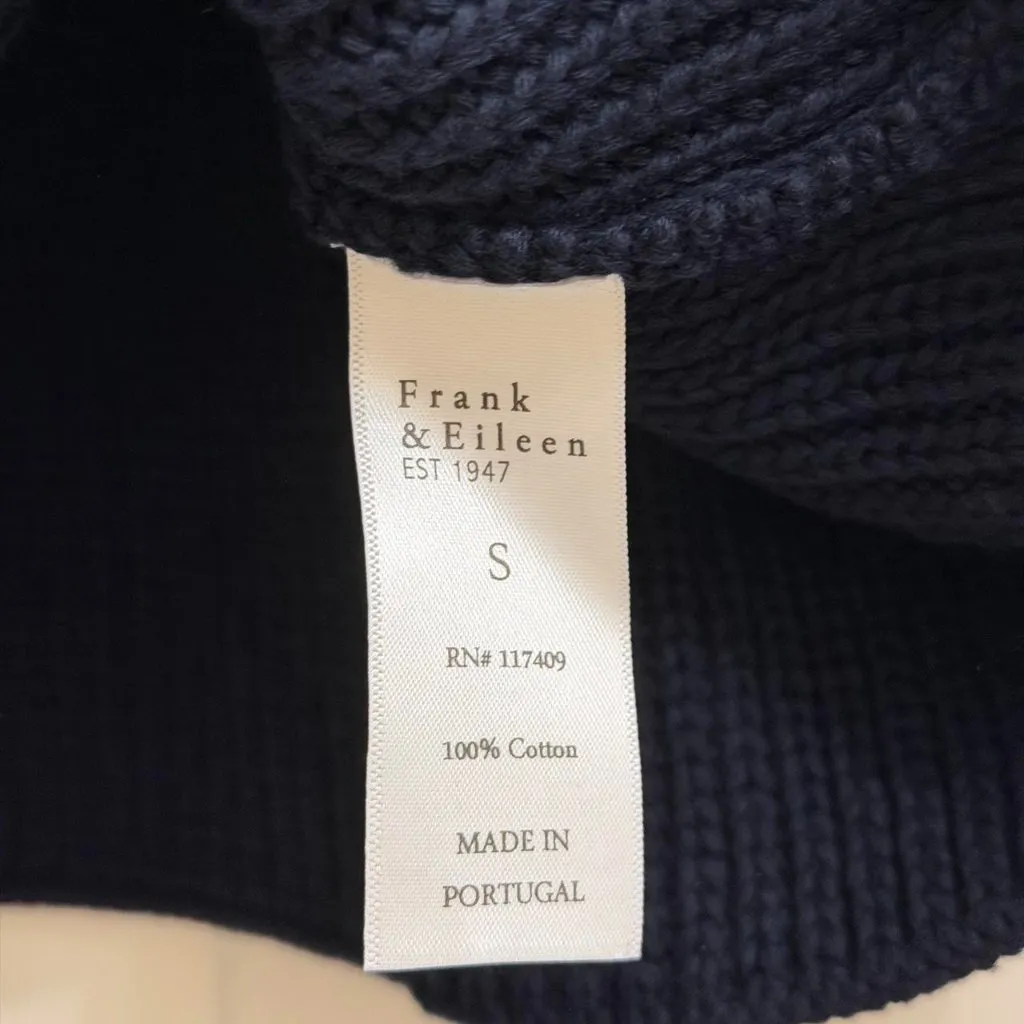 Frank
& Eileen
EST 1947
S
RN# 117409
100% Cotton
MADE IN
PORTUGAL